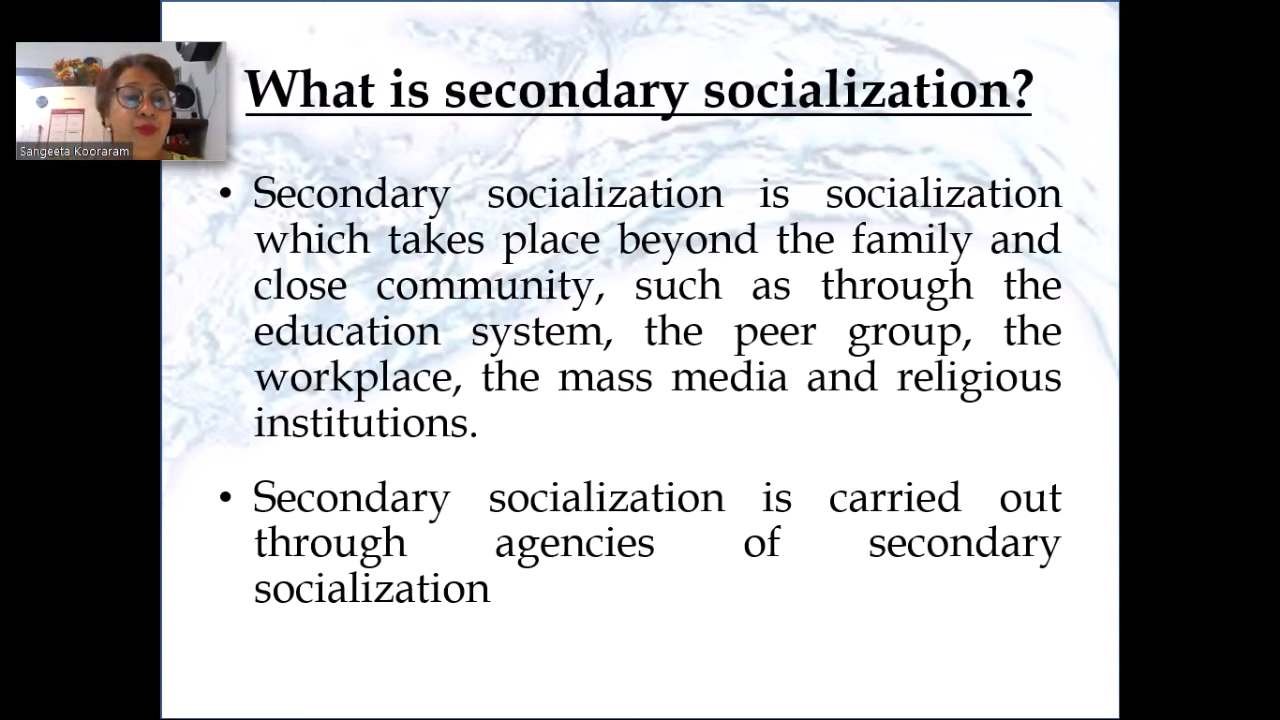 What is secondary socialization?
Sangeeta Kooraram
• Secondary socialization is socialization
which takes place beyond the family and
close community, such as through the
education system, the peer group, the
workplace, the mass media and religious
institutions.
• Secondary socialization is carried out
through agencies of secondary
socialization